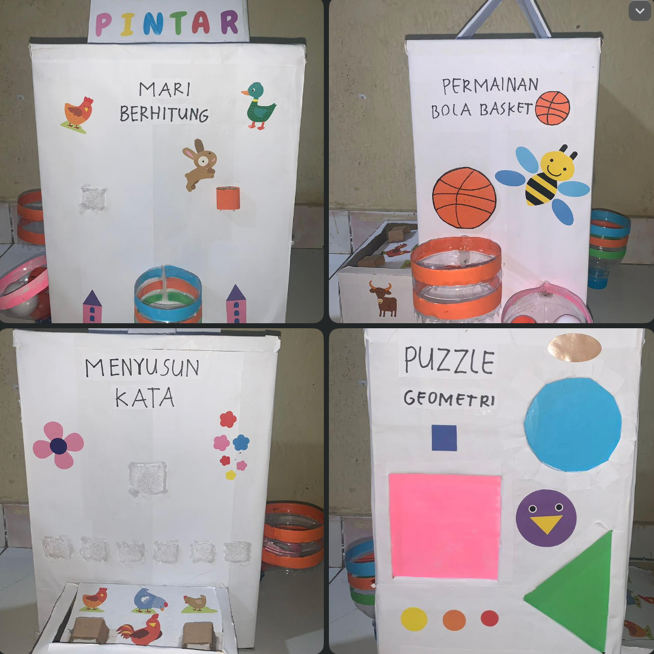 PINTAR
MARI
BERHITUNG
PERMAINAN
BOLA BASKET
MENYUSUN
KATA
PUZZLE
GEOMETRI